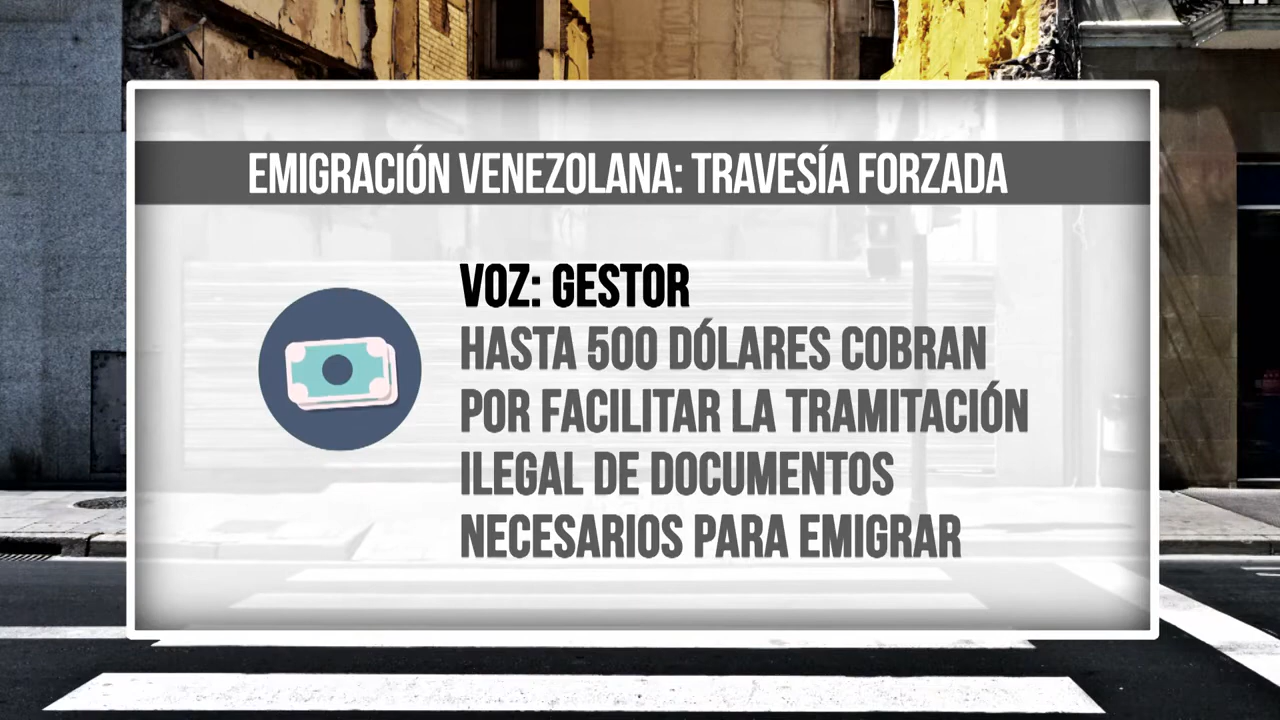 EMIGRACIÓN VENEZOLANA: TRAVESÍA FORZADA
VOZ: GESTOR
HASTA 500 DÓLARES COBRAN
POR FACILITAR LA TRAMITACIÓN
ILEGAL DE DOCUMENTOS
NECESARIOS PARA EMIGRAR